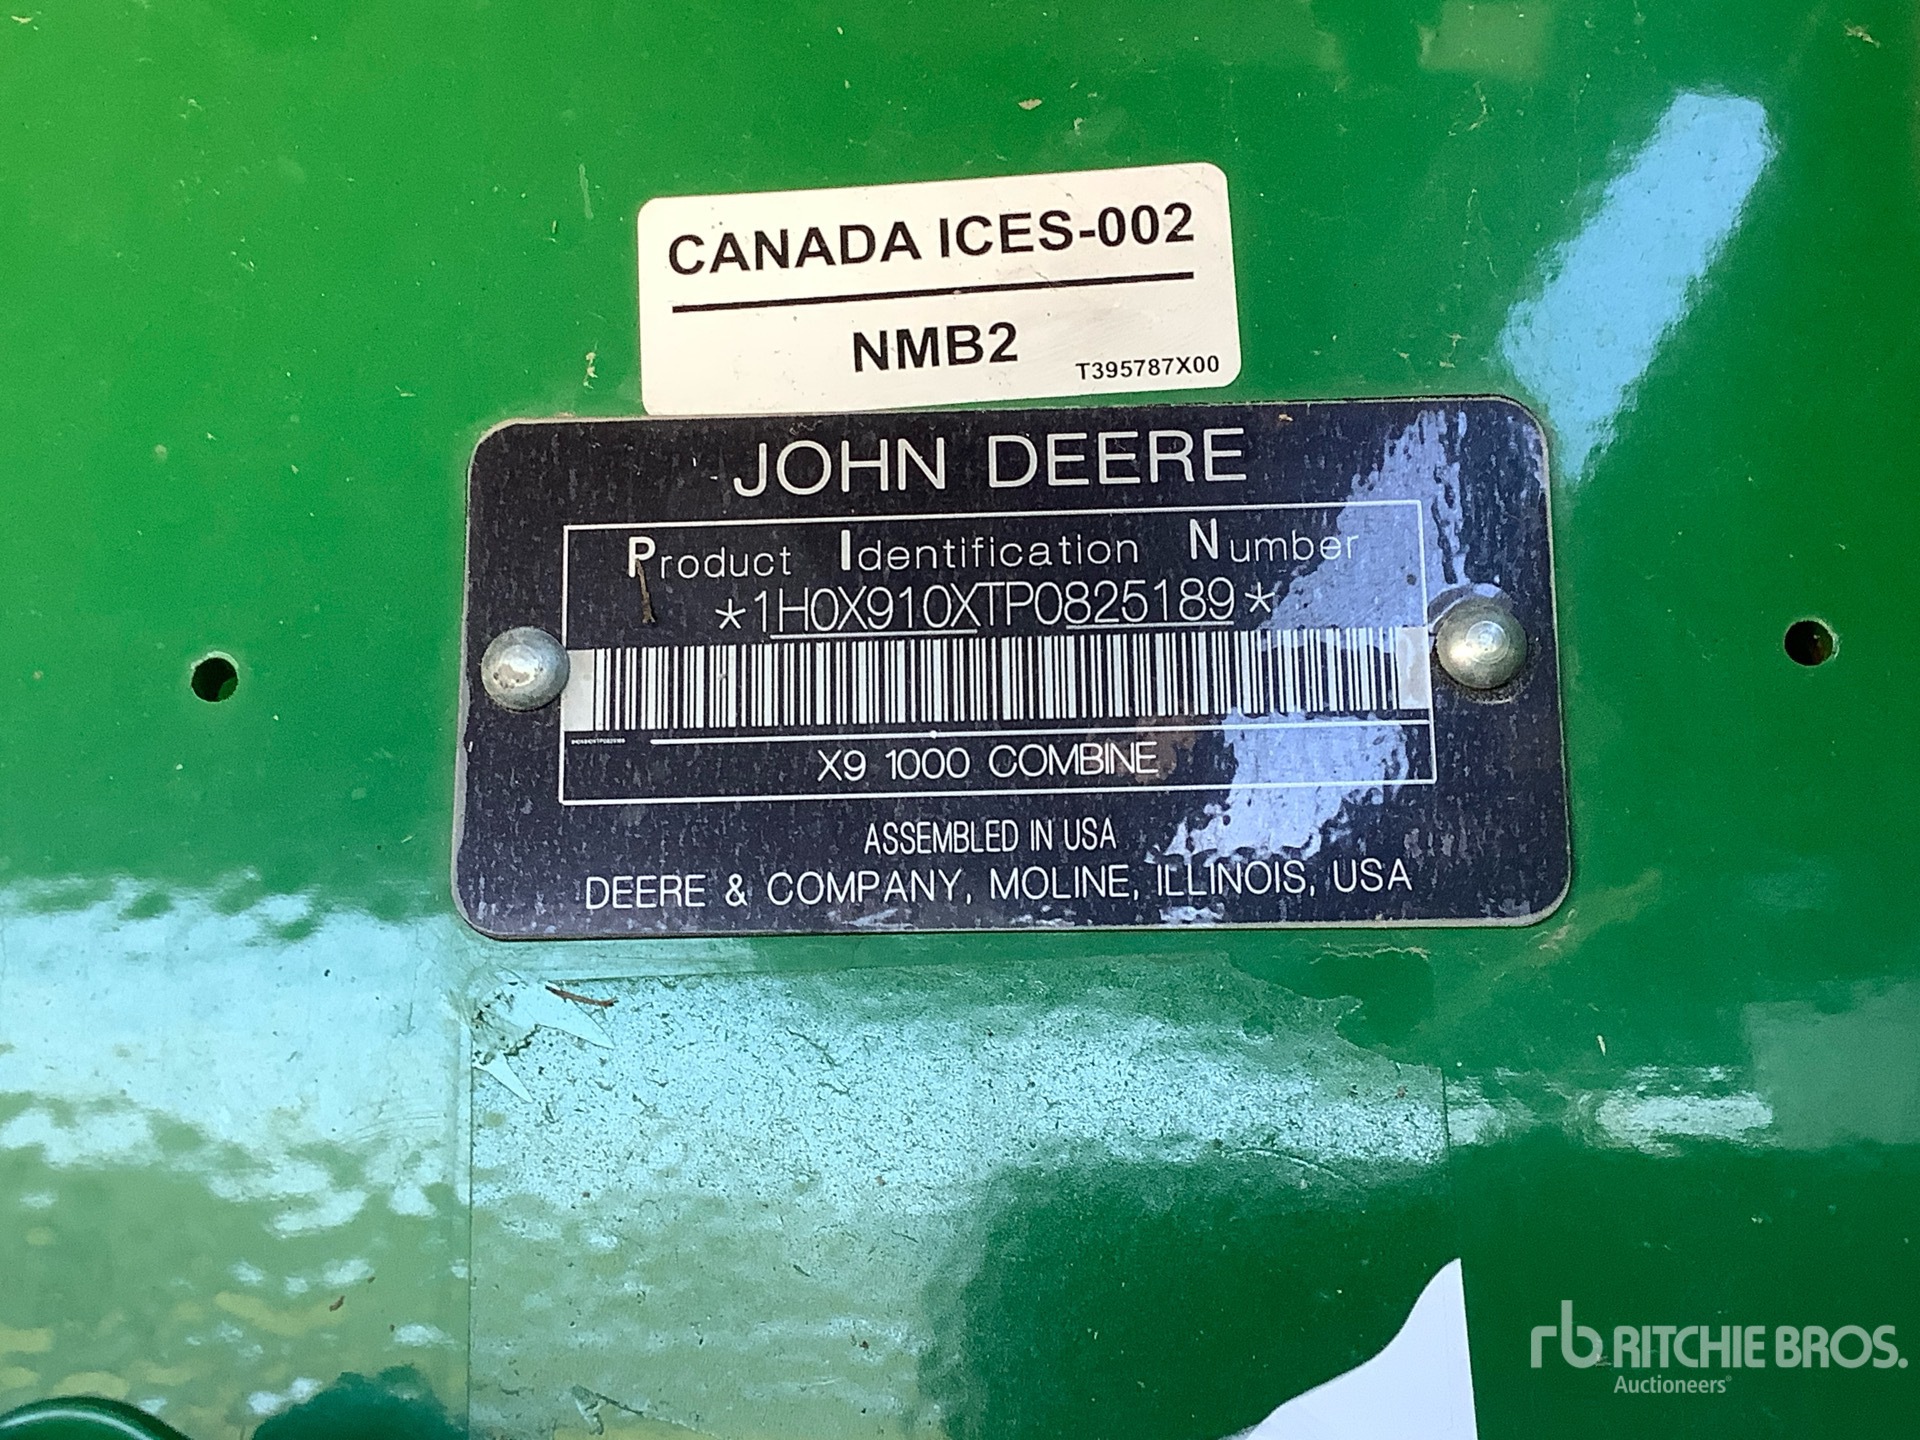 CANADA ICES-002
NMB2
T395787X00
JOHN DEERE
Product Identification Number
*1H0X910XTP0825189*
X9 1000 COMBINE
ASSEMBLED IN USA
DEERE & COMPANY, MOLINE, ILLINOIS, USA
rb RITCHIE BROS.
Auctioneers